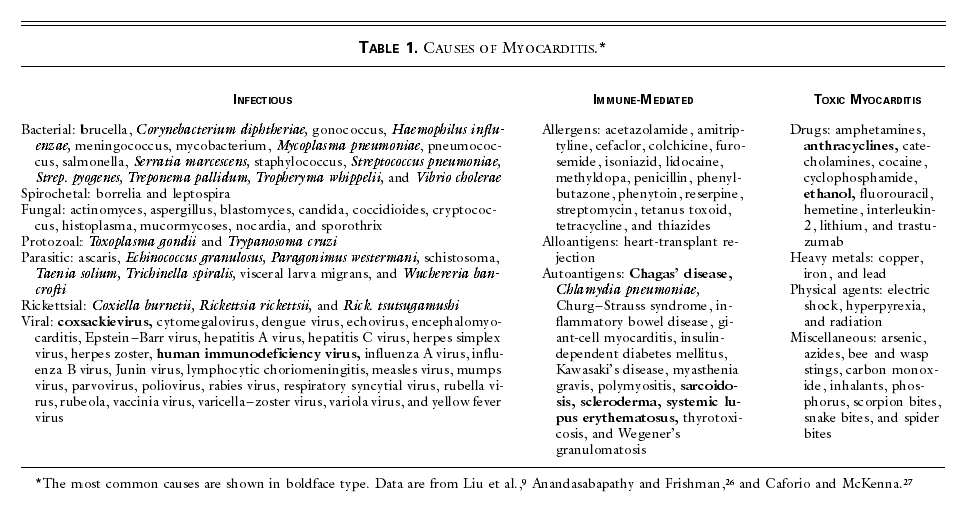 TABLE 1. CAUSES OF MYOCARDITIS.*
INFECTIOUS
Bacterial: brucella, Corynebacterium diphtheriae, gonococcus, Haemophilus influ-
enzae, meningococcus, mycobacterium, Mycoplasma pneumoniae, pneumococ-
cus, salmonella, Serratia marcescens, staphylococcus, Streptococcus pneumoniae,
Strep. pyogenes, Treponema pallidum, Tropheryma whippelii, and Vibrio cholerae
Spirochetal: borrelia and leptospira
Fungal: actinomyces, aspergillus, blastomyces, candida, coccidioides, cryptococ-
cus, histoplasma, mucormycoses, nocardia, and sporothrix
Protozoal: Toxoplasma gondii and Trypanosoma cruzi
Parasitic: ascaris, Echinococcus granulosus, Paragonimus westermani, schistosoma,
Taenia solium, Trichinella spiralis, visceral larva migrans, and Wuchereria ban-
crofti
Rickettsial: Coxiella burnetii, Rickettsia rickettsii, and Rick. tsutsugamushi
Viral: coxsackievirus, cytomegalovirus, dengue virus, echovirus, encephalomyo-
carditis, Epstein–Barr virus, hepatitis A virus, hepatitis C virus, herpes simplex
virus, herpes zoster, human immunodeficiency virus, influenza A virus, influ-
enza B virus, Junin virus, lymphocytic choriomeningitis, measles virus, mumps
virus, parvovirus, poliovirus, rabies virus, respiratory syncytial virus, rubella vi-
rus, rubeola, vaccinia virus, varicella–zoster virus, variola virus, and yellow fever
virus
IMMUNE-MEDIATED
Allergens: acetazolamide, amitrip-
tyline, cefaclor, colchicine, furo-
semide, isoniazid, lidocaine,
methyldopa, penicillin, phenyl-
butazone, phenytoin, reserpine,
streptomycin, tetanus toxoid,
tetracycline, and thiazides
Alloantigens: heart-transplant re-
jection
Autoantigens: Chagas' disease,
Chlamydia pneumoniae,
Churg–Strauss syndrome, in-
flammatory bowel disease, gi-
ant-cell myocarditis, insulin-
dependent diabetes mellitus,
Kawasaki's disease, myasthenia
gravis, polymyositis, sarcoido-
sis, scleroderma, systemic lu-
pus erythematosus, thyrotoxi-
cosis, and Wegener's
granulomatosis
TOXIC MYOCARDITIS
Drugs: amphetamines,
anthracyclines, cate-
cholamines, cocaine,
cyclophosphamide,
ethanol, fluorouracil,
hemetine, interleukin-
2, lithium, and trastu-
zumab
Heavy metals: copper,
iron, and lead
Physical agents: electric
shock, hyperpyrexia,
and radiation
Miscellaneous: arsenic,
azides, bee and wasp
stings, carbon monox-
ide, inhalants, phos-
phorus, scorpion bites,
snake bites, and spider
bites
*The most common causes are shown in boldface type. Data are from Liu et al.,9 Anandasabapathy and Frishman,26 and Caforio and McKenna.27